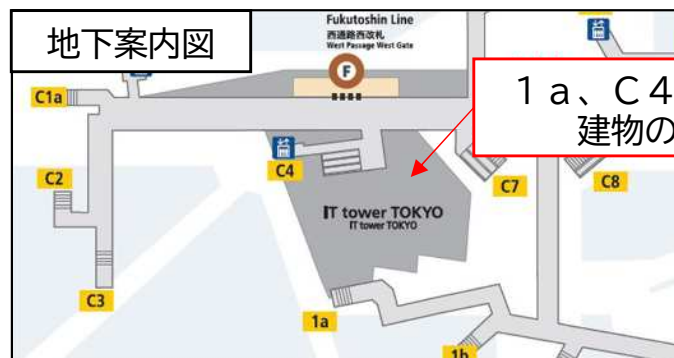 地下案内図
Fukutoshin Line
西通路西改札
West Passage West Gate
F
1a、C4
建物の
C1a
C2
C3
C4
C7
C8
IT tower TOKYO
IT tower TOKYO
1a
1b